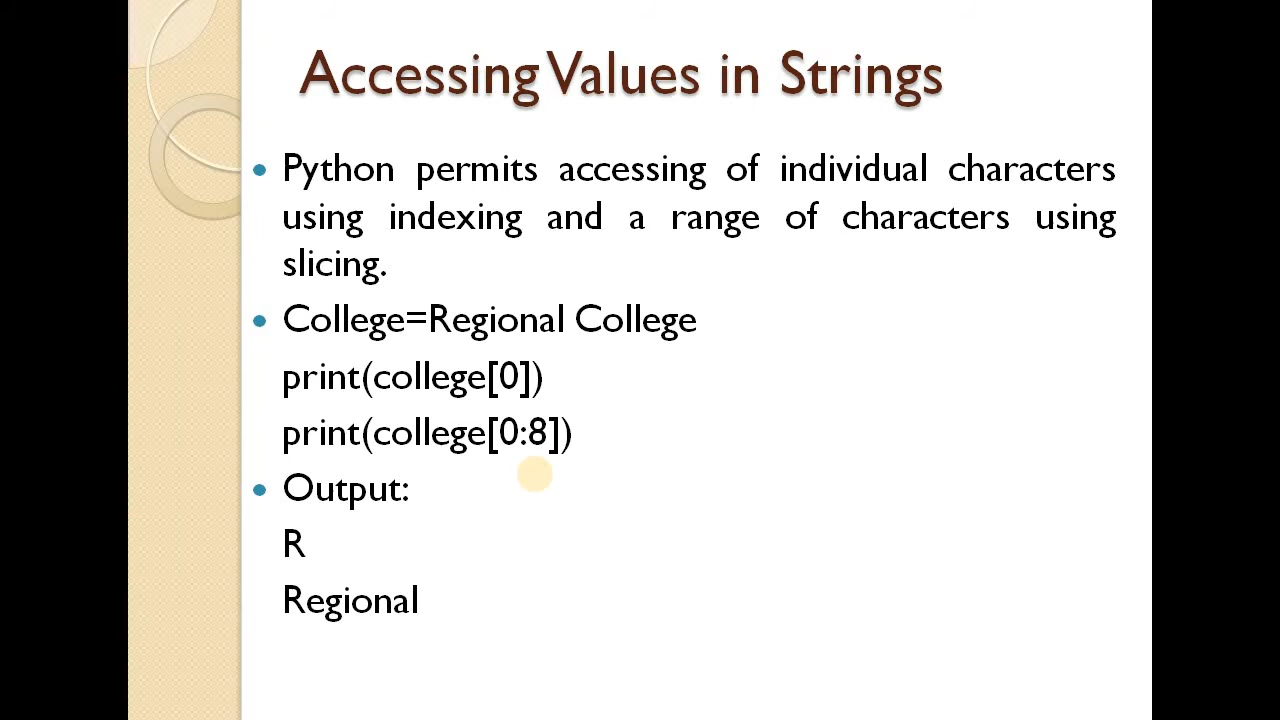 Accessing Values in Strings
• Python permits accessing of individual characters
using indexing and a range of characters using
slicing.
• College=Regional College
print(college[0])
print(college[0:8])
• Output:
R
Regional